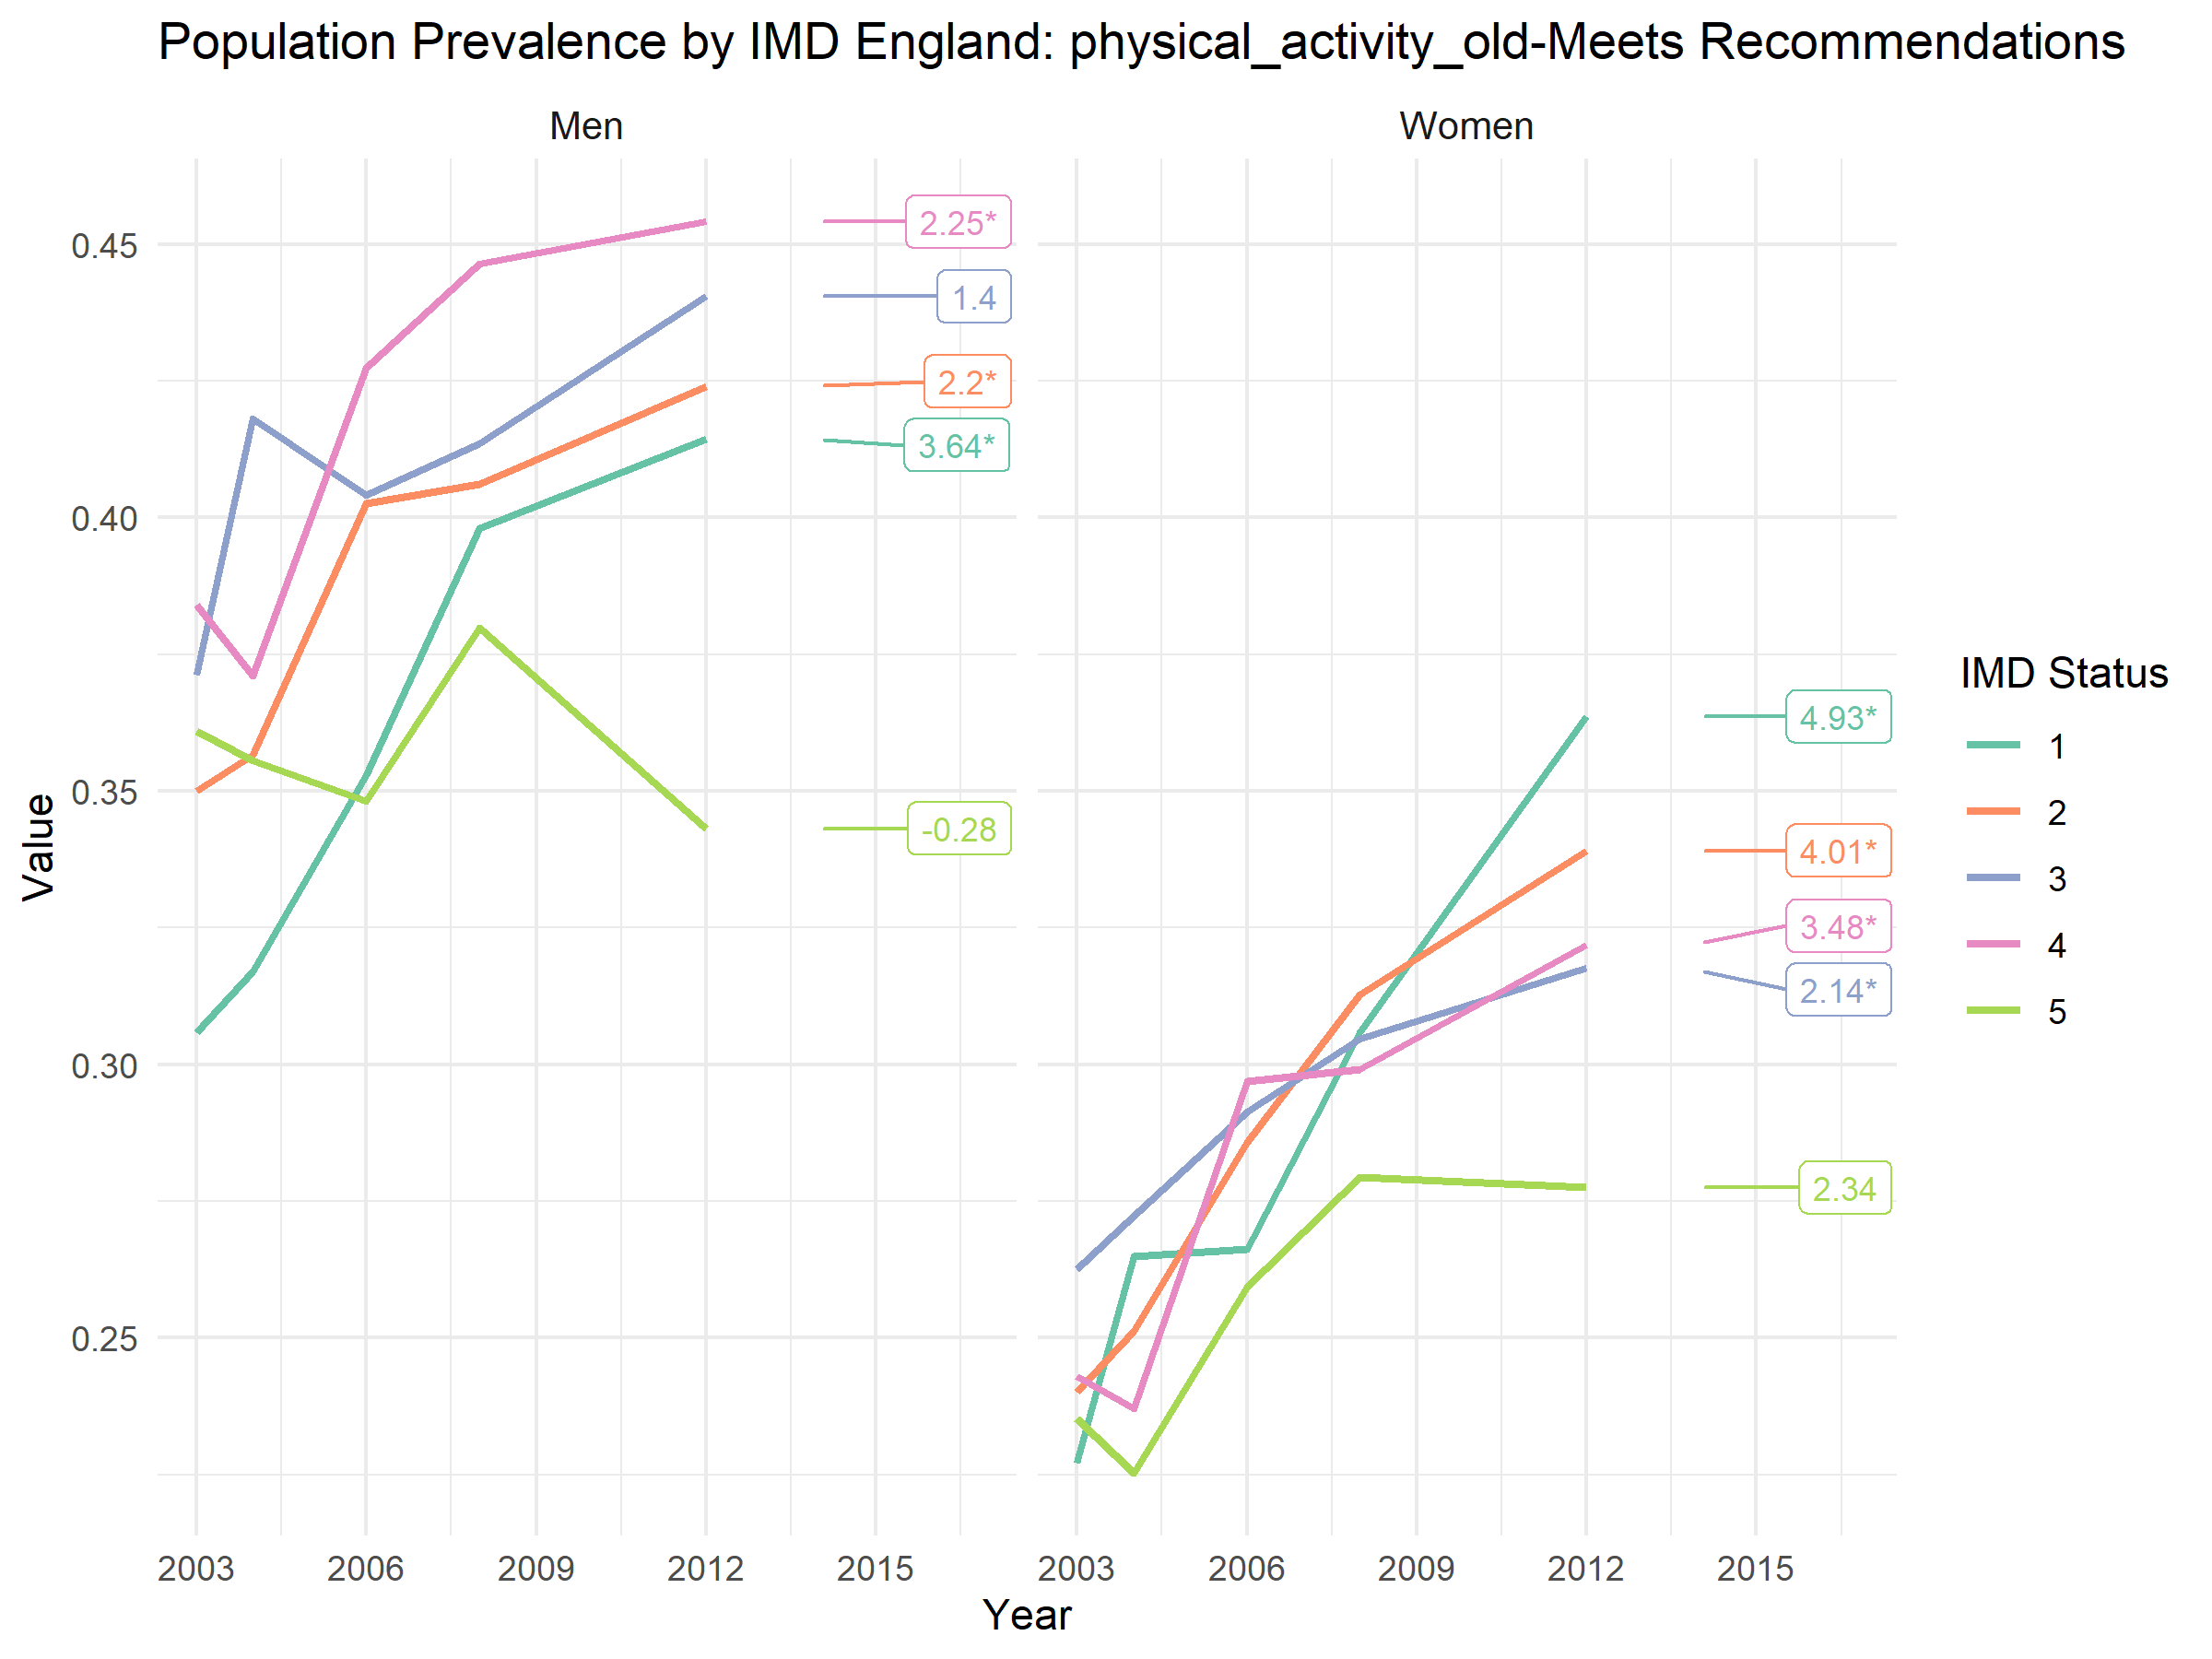 Population Prevalence by IMD England: physical_activity_old-Meets Recommendations
Men
Women
0.45
0.40
0.35
0.30
0.25
Value
2.25*
1.4
2.2*
3.64*
-0.28
4.93*
4.01*
3.48*
2.14*
2.34
IMD Status
1
2
3
4
5
2003 2006 2009 2012 2015
2003 2006 2009 2012 2015
Year